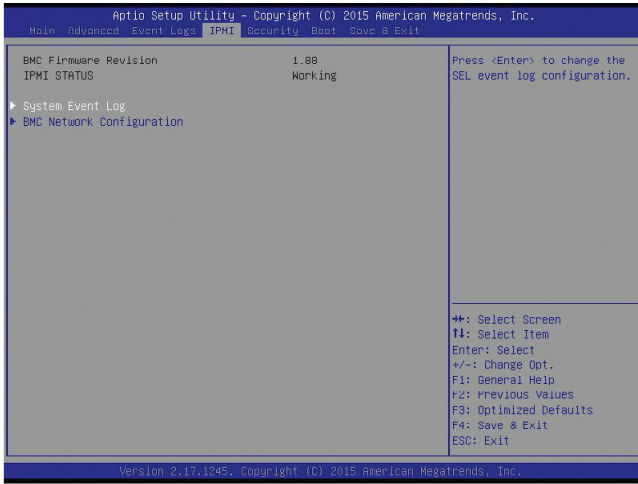 Aptio Setup Utility – Copyright (C) 2015 American Megatrends, Inc.
Main Advanced Event Logs IPMI Security Boot Save & Exit
BMC Firmware Revision 1.88
IPMI STATUS Working
▶ System Event Log
▶ BMC Network Configuration
Press <Enter> to change the
SEL event log configuration.
→←: Select Screen
↑↓: Select Item
Enter: Select
+/-: Change Opt.
F1: General Help
F2: Previous Values
F3: Optimized Defaults
F4: Save & Exit
ESC: Exit
Version 2.17.1245. Copyright (C) 2015 American Megatrends, Inc.